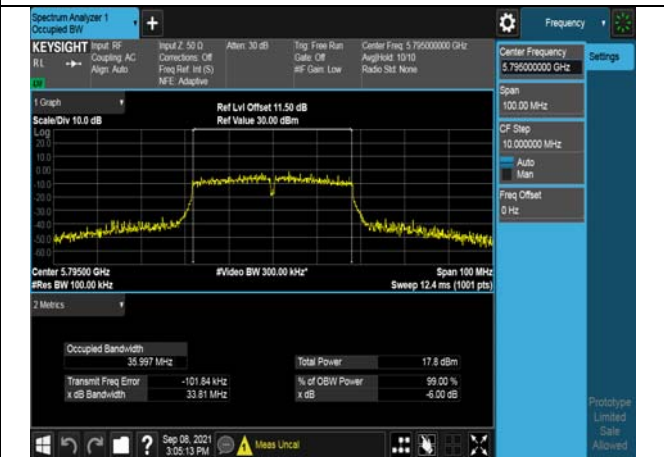 Spectrum Analyzer 1
Occupied BW
+
Frequency
KEYSIGHT
RL
Input: RF
Coupling: AC
Align: Auto
Input Z: 50 Ω
Corrections: Off
Freq Ref: Int (S)
NFE: Adaptive
Atten: 30 dB
Trig: Free Run
Gate: Off
#IF Gain: Low
Center Freq: 5.795000000 GHz
Avg|Hold: 10/10
Radio Std: None
Center Frequency
5.795000000 GHz
Settings
Span
100.00 MHz
CF Step
10.000000 MHz
Auto
Man
Freq Offset
0 Hz
1 Graph
Scale/Div 10.0 dB
Ref Lvl Offset 11.50 dB
Ref Value 30.00 dBm
Log
20.0
10.0
0.00
-10.0
-20.0
-30.0
-40.0
-50.0
-60.0
Center 5.79500 GHz
#Res BW 100.00 kHz
#Video BW 300.00 kHz*
Span 100 MHz
Sweep 12.4 ms (1001 pts)
2 Metrics
Occupied Bandwidth
35.997 MHz
Total Power 17.8 dBm
Transmit Freq Error -101.84 kHz
% of OBW Power 99.00 %
x dB Bandwidth 33.81 MHz
x dB -6.00 dB
Prototype
Limited
Sale
Allowed
?
Sep 08, 2021
3:05:13 PM
Meas Uncal